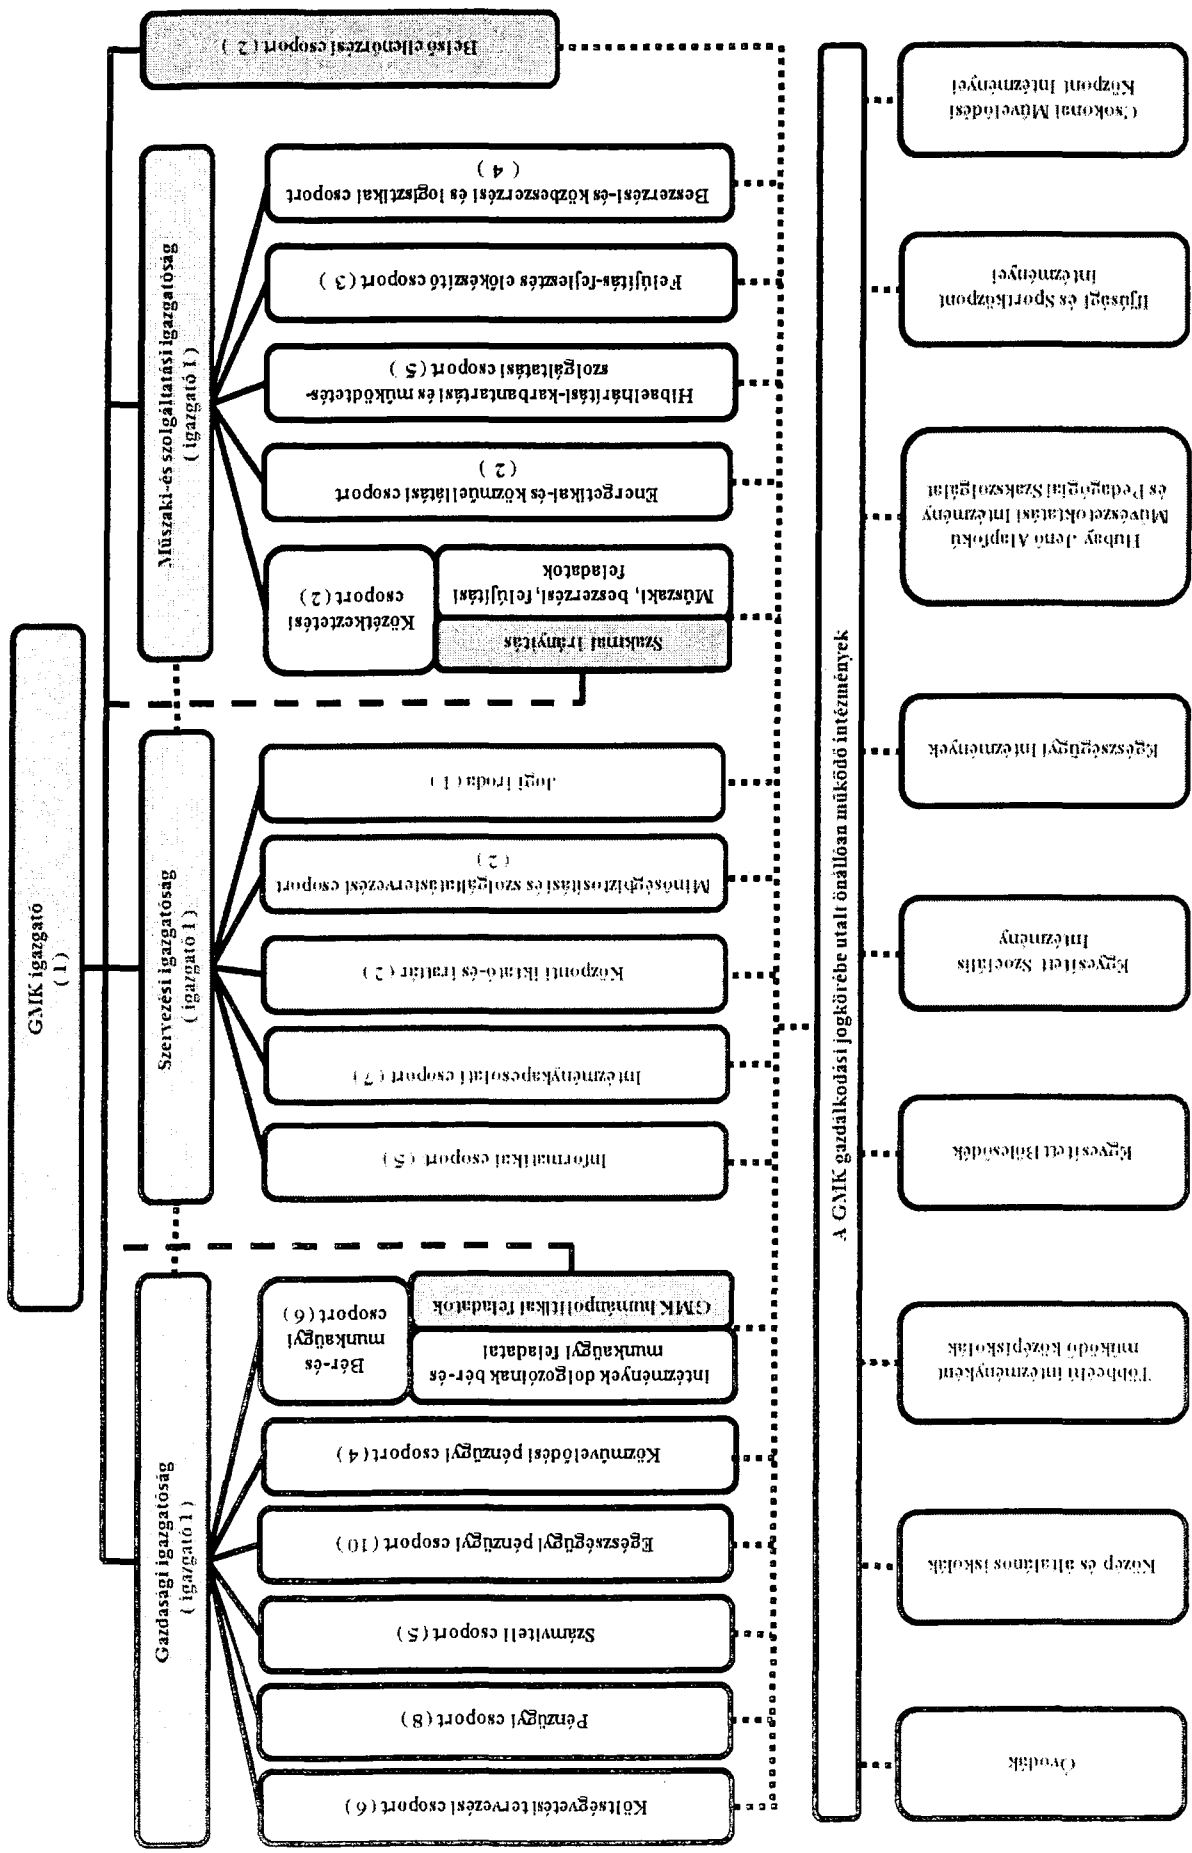 GMK igazgató
( 1 )
Gazdasági igazgatóság
( igazgató 1 )
Szervezési igazgatóság
( igazgató 1 )
Műszaki-és szolgáltatási igazgatóság
( igazgató 1 )
Belső ellenőrzési csoport ( 2 )
Költségvetési tervezési csoport ( 6 )
Pénzügyi csoport ( 8 )
Számviteli csoport ( 5 )
Egészségügyi pénzügyi csoport ( 10 )
Közművelődési pénzügyi csoport ( 4 )
Bér-és
munkaügyi
csoport ( 6 )
Intézmények dolgozóinak bér-és
munkaügyi feladatai
GMK humánpolitikai feladatok
Informatikai csoport ( 5 )
Intézménykapcsolati csoport ( 7 )
Központi iktató-és irattár ( 2 )
Minőségbiztosítási és szolgáltatástervezési csoport
( 2 )
Jogi iroda ( 1 )
Közétkeztetési
csoport ( 2 )
Szakmai irányítás
Műszaki, beszerzési, felújítási
feladatok
Energetikai-és közműellátási csoport
( 2 )
Hibaelhárítási-karbantartási és működtetés-
szolgáltatási csoport ( 5 )
Felújítás-fejlesztés előkészítő csoport ( 3 )
Beszerzési-és közbeszerzési és logisztikai csoport
( 4 )
A GMK gazdálkodási jogkörébe utalt önállóan működő intézmények
Óvodák
Közép és általános iskolák
Többcélú intézményként
működő középiskolák
Egyesített Bölcsődék
Egyesített Szociális
Intézmény
Egészségügyi Intézmények
Hubay Jenő Alapfokú
Művészetoktatási Intézmény
és Pedagógiai Szakszolgálat
Ifjúsági és Sportközpont
Intézményei
Csokonai Művelődési
Központ Intézményei